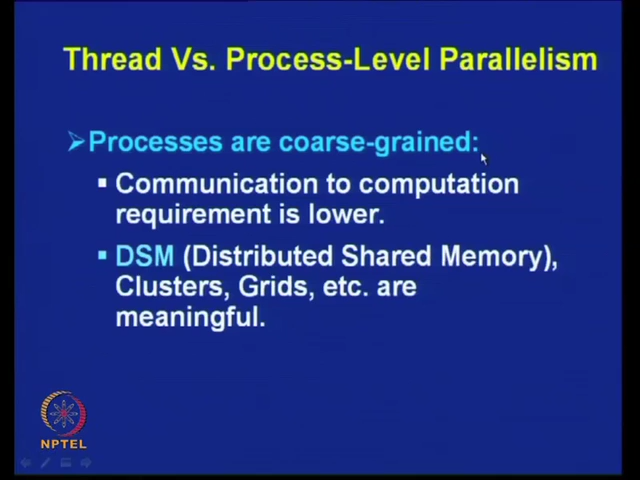 Thread Vs. Process-Level Parallelism
Processes are coarse-grained:
Communication to computation
requirement is lower.
DSM (Distributed Shared Memory),
Clusters, Grids, etc. are
meaningful.
NPTEL